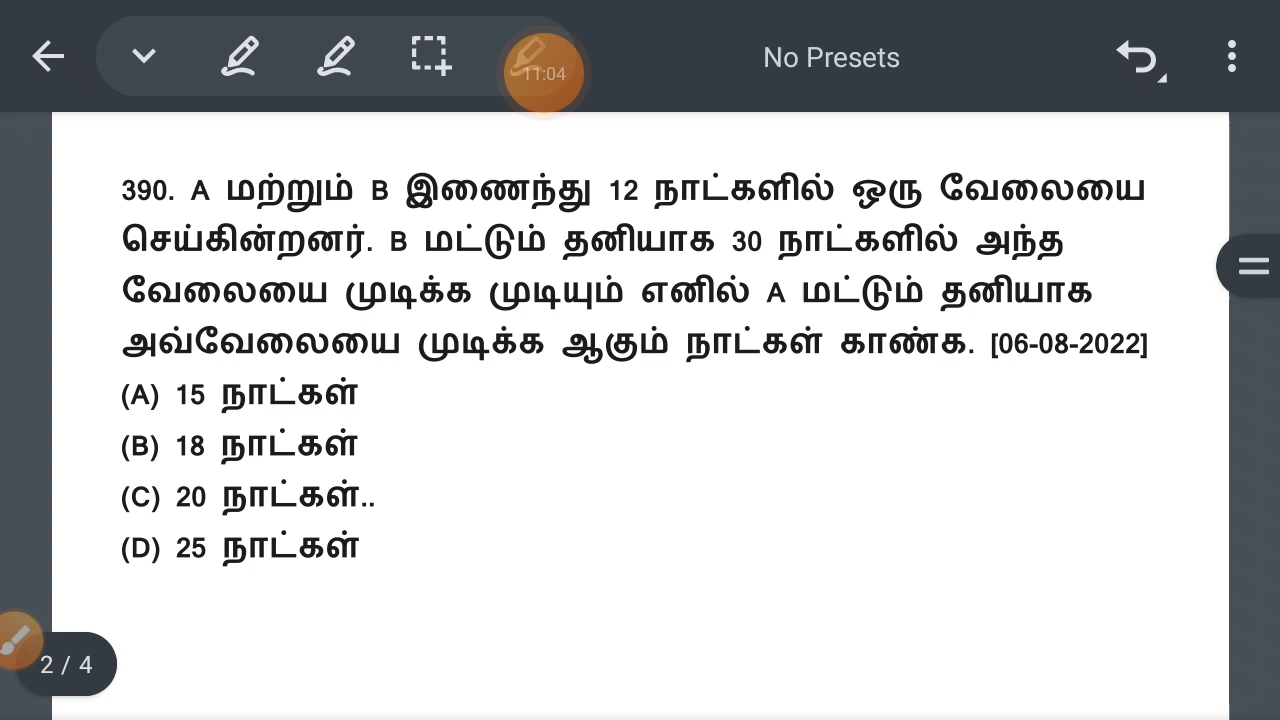 11:04
No Presets
390. A மற்றும் B இணைந்து 12 நாட்களில் ஒரு வேலையை
செய்கின்றனர். B மட்டும் தனியாக 30 நாட்களில் அந்த
வேலையை முடிக்க முடியும் எனில் A மட்டும் தனியாக
அவ்வேலையை முடிக்க ஆகும் நாட்கள் காண்க. [06-08-2022]
(A) 15 நாட்கள்
(B) 18 நாட்கள்
(C) 20 நாட்கள்..
(D) 25 நாட்கள்
2 / 4